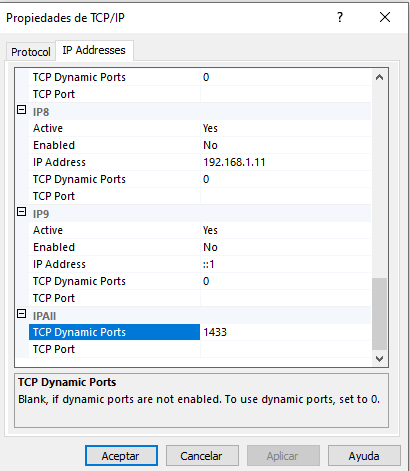 Propiedades de TCP/IP
Protocol IP Addresses
TCP Dynamic Ports 0
TCP Port
IP8
Active Yes
Enabled No
IP Address 192.168.1.11
TCP Dynamic Ports 0
TCP Port
IP9
Active Yes
Enabled No
IP Address ::1
TCP Dynamic Ports 0
TCP Port
IPAll
TCP Dynamic Ports 1433
TCP Port
TCP Dynamic Ports
Blank, if dynamic ports are not enabled. To use dynamic ports, set to 0.
Aceptar Cancelar Aplicar Ayuda